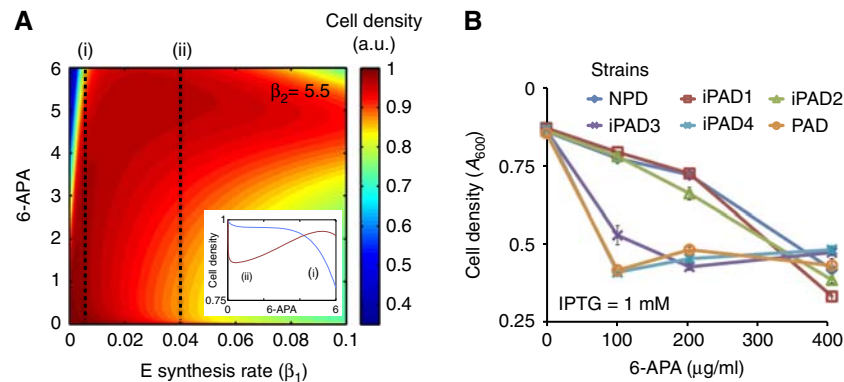 A
Cell density
(a.u.)
(i)
(ii)
6
5
4
3
2
1
0
6-APA
β2= 5.5
1
0.9
0.8
0.7
0.6
0.5
0.4
Cell density
1
0.75
(ii)
(i)
0
6-APA
6
0
0.02
0.04
0.06
0.08
0.1
E synthesis rate (β1)
B
Strains
NPD
iPAD1
iPAD2
iPAD3
iPAD4
PAD
Cell density (A600)
0
0.75
0.5
0.25
IPTG = 1 mM
0
100
200
300
400
6-APA (μg/ml)